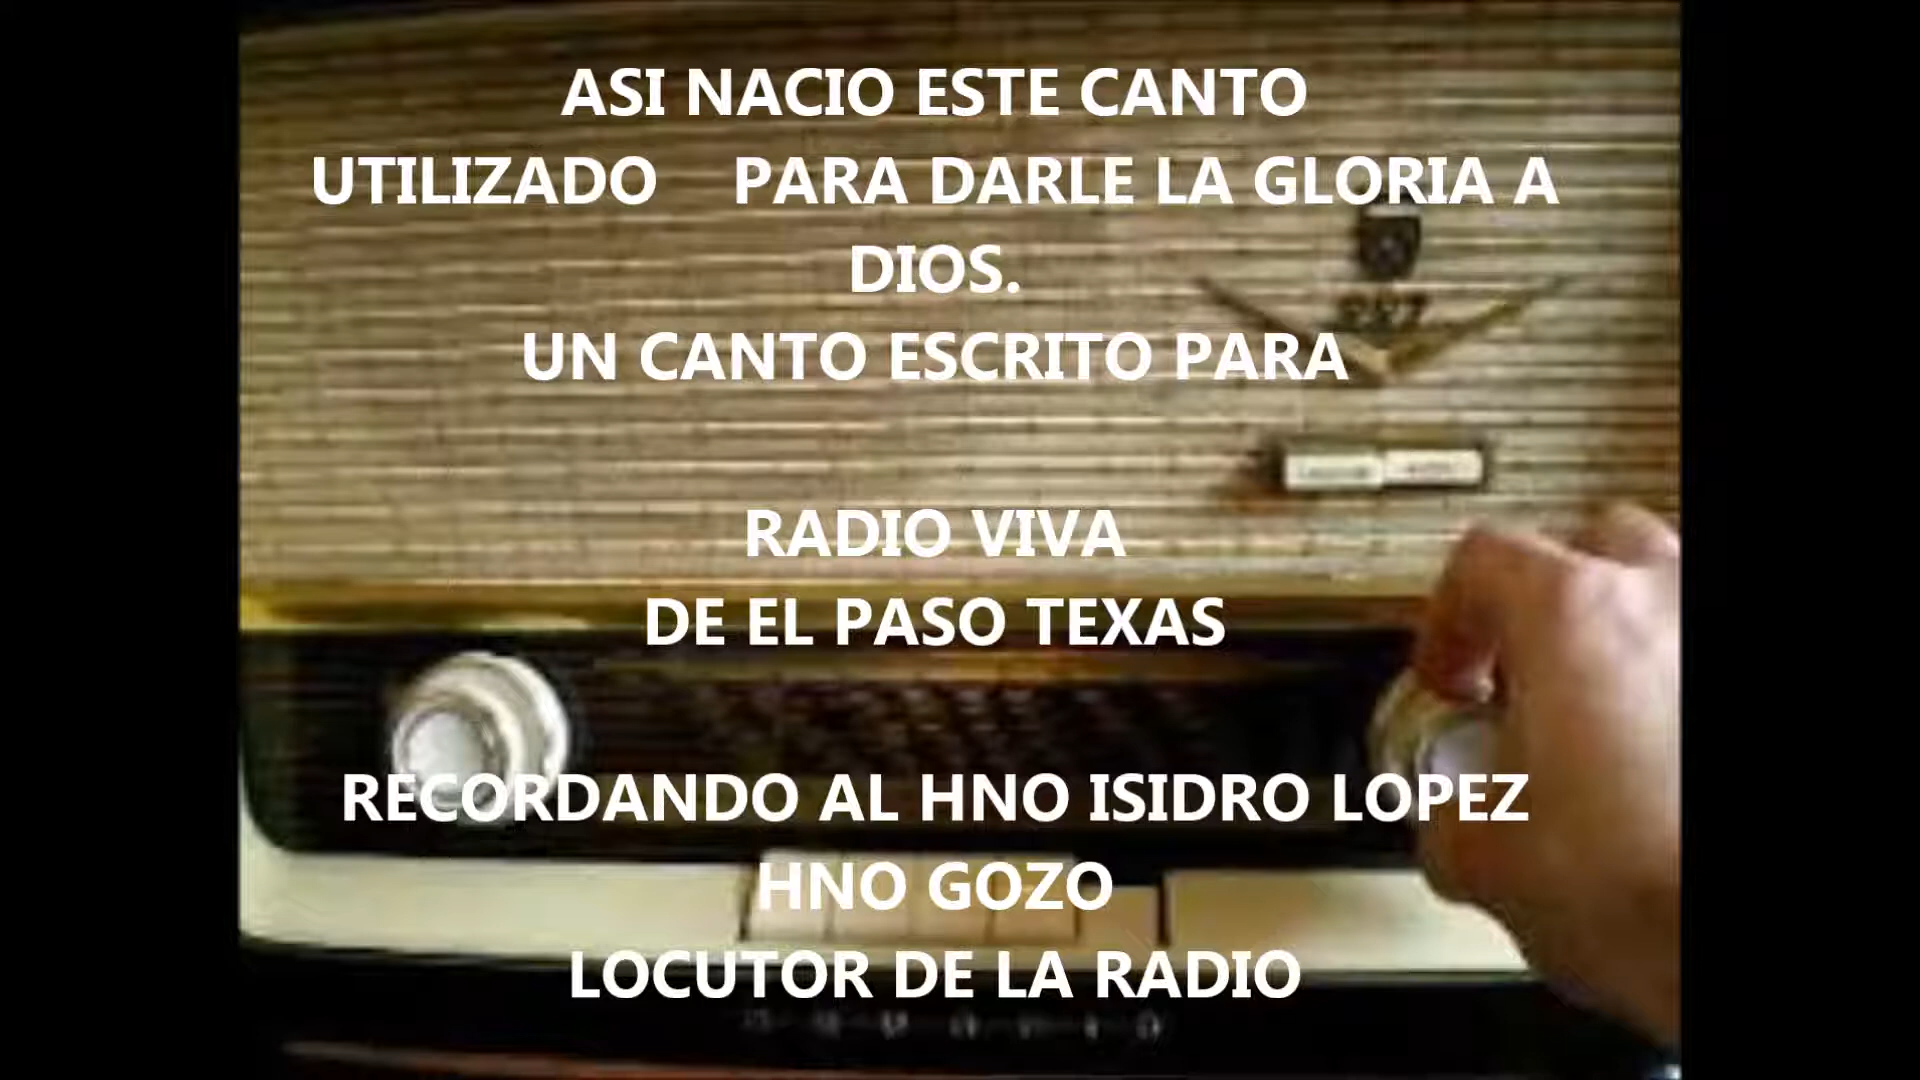 ASI NACIO ESTE CANTO
UTILIZADO PARA DARLE LA GLORIA A
DIOS.
UN CANTO ESCRITO PARA
RADIO VIVA
DE EL PASO TEXAS
RECORDANDO AL HNO ISIDRO LOPEZ
HNO GOZO
LOCUTOR DE LA RADIO